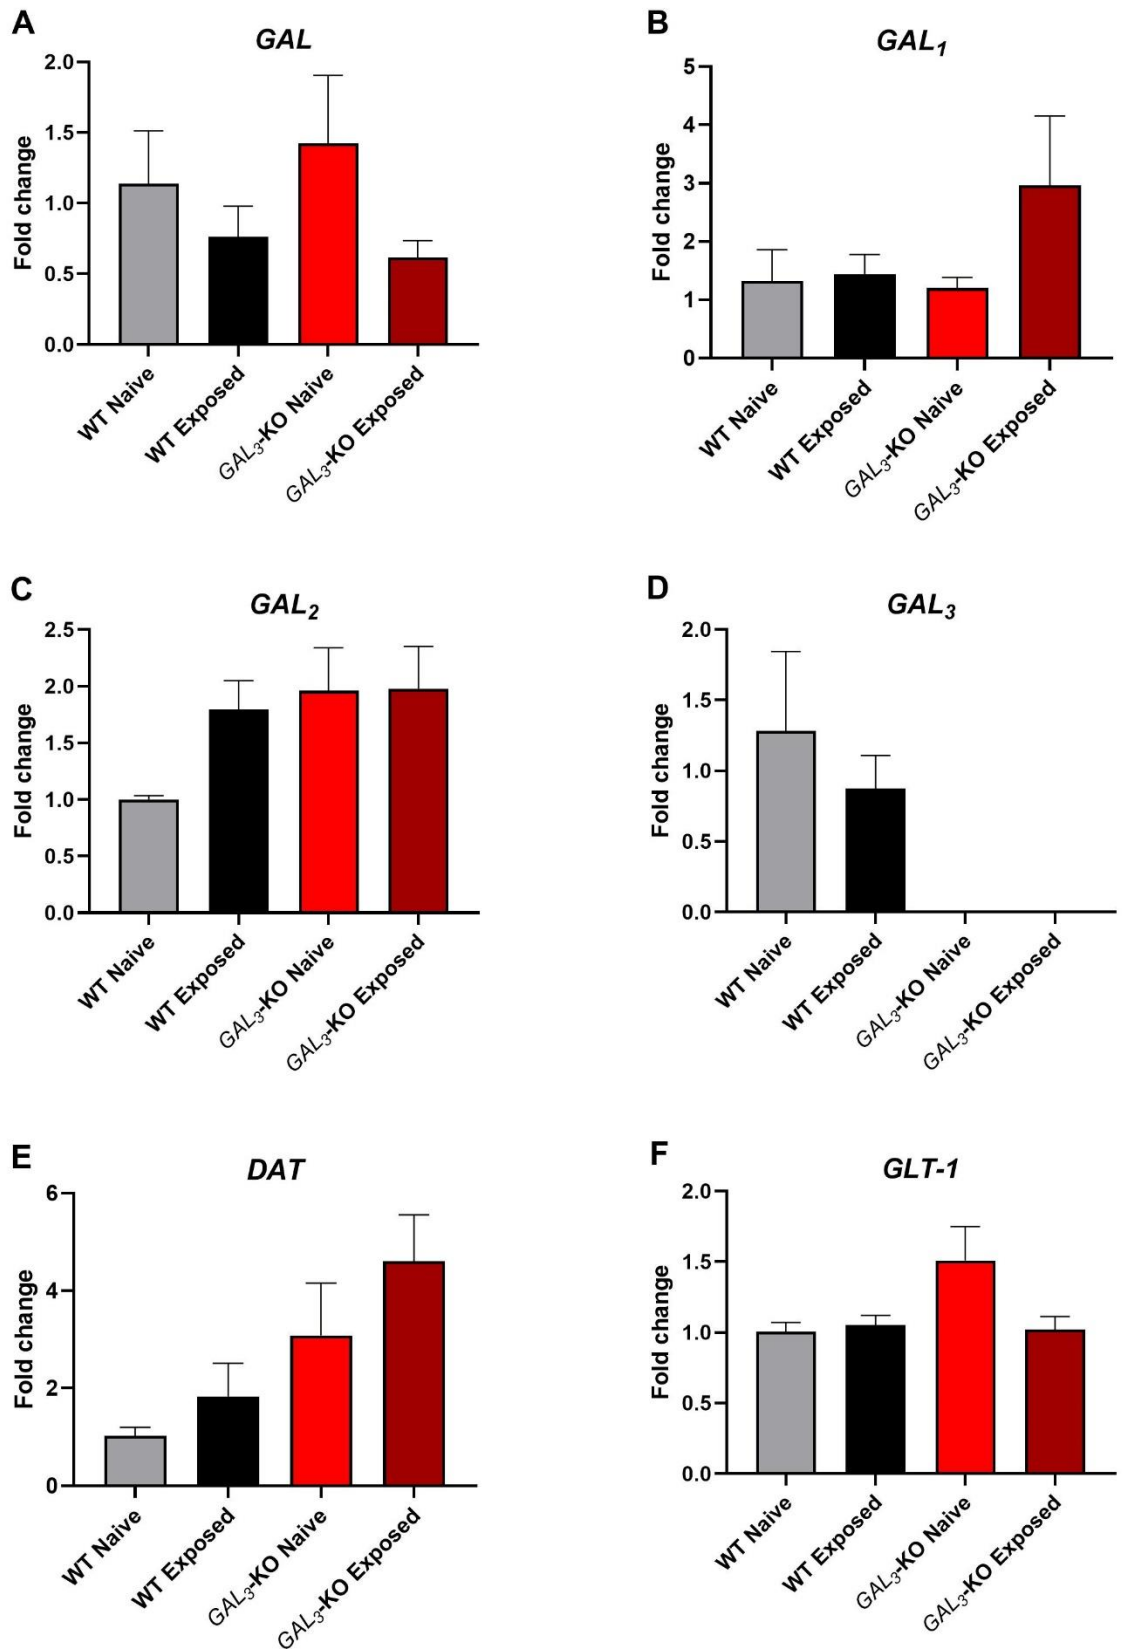 A
GAL
Fold change
2.0
1.5
1.0
0.5
0.0
WT Naive
WT Exposed
GAL3-KO Naive
GAL3-KO Exposed
B
GAL1
Fold change
5
4
3
2
1
0
WT Naive
WT Exposed
GAL3-KO Naive
GAL3-KO Exposed
C
GAL2
Fold change
2.5
2.0
1.5
1.0
0.5
0.0
WT Naive
WT Exposed
GAL3-KO Naive
GAL3-KO Exposed
D
GAL3
Fold change
2.0
1.5
1.0
0.5
0.0
WT Naive
WT Exposed
GAL3-KO Naive
GAL3-KO Exposed
E
DAT
Fold change
6
4
2
0
WT Naive
WT Exposed
GAL3-KO Naive
GAL3-KO Exposed
F
GLT-1
Fold change
2.0
1.5
1.0
0.5
0.0
WT Naive
WT Exposed
GAL3-KO Naive
GAL3-KO Exposed